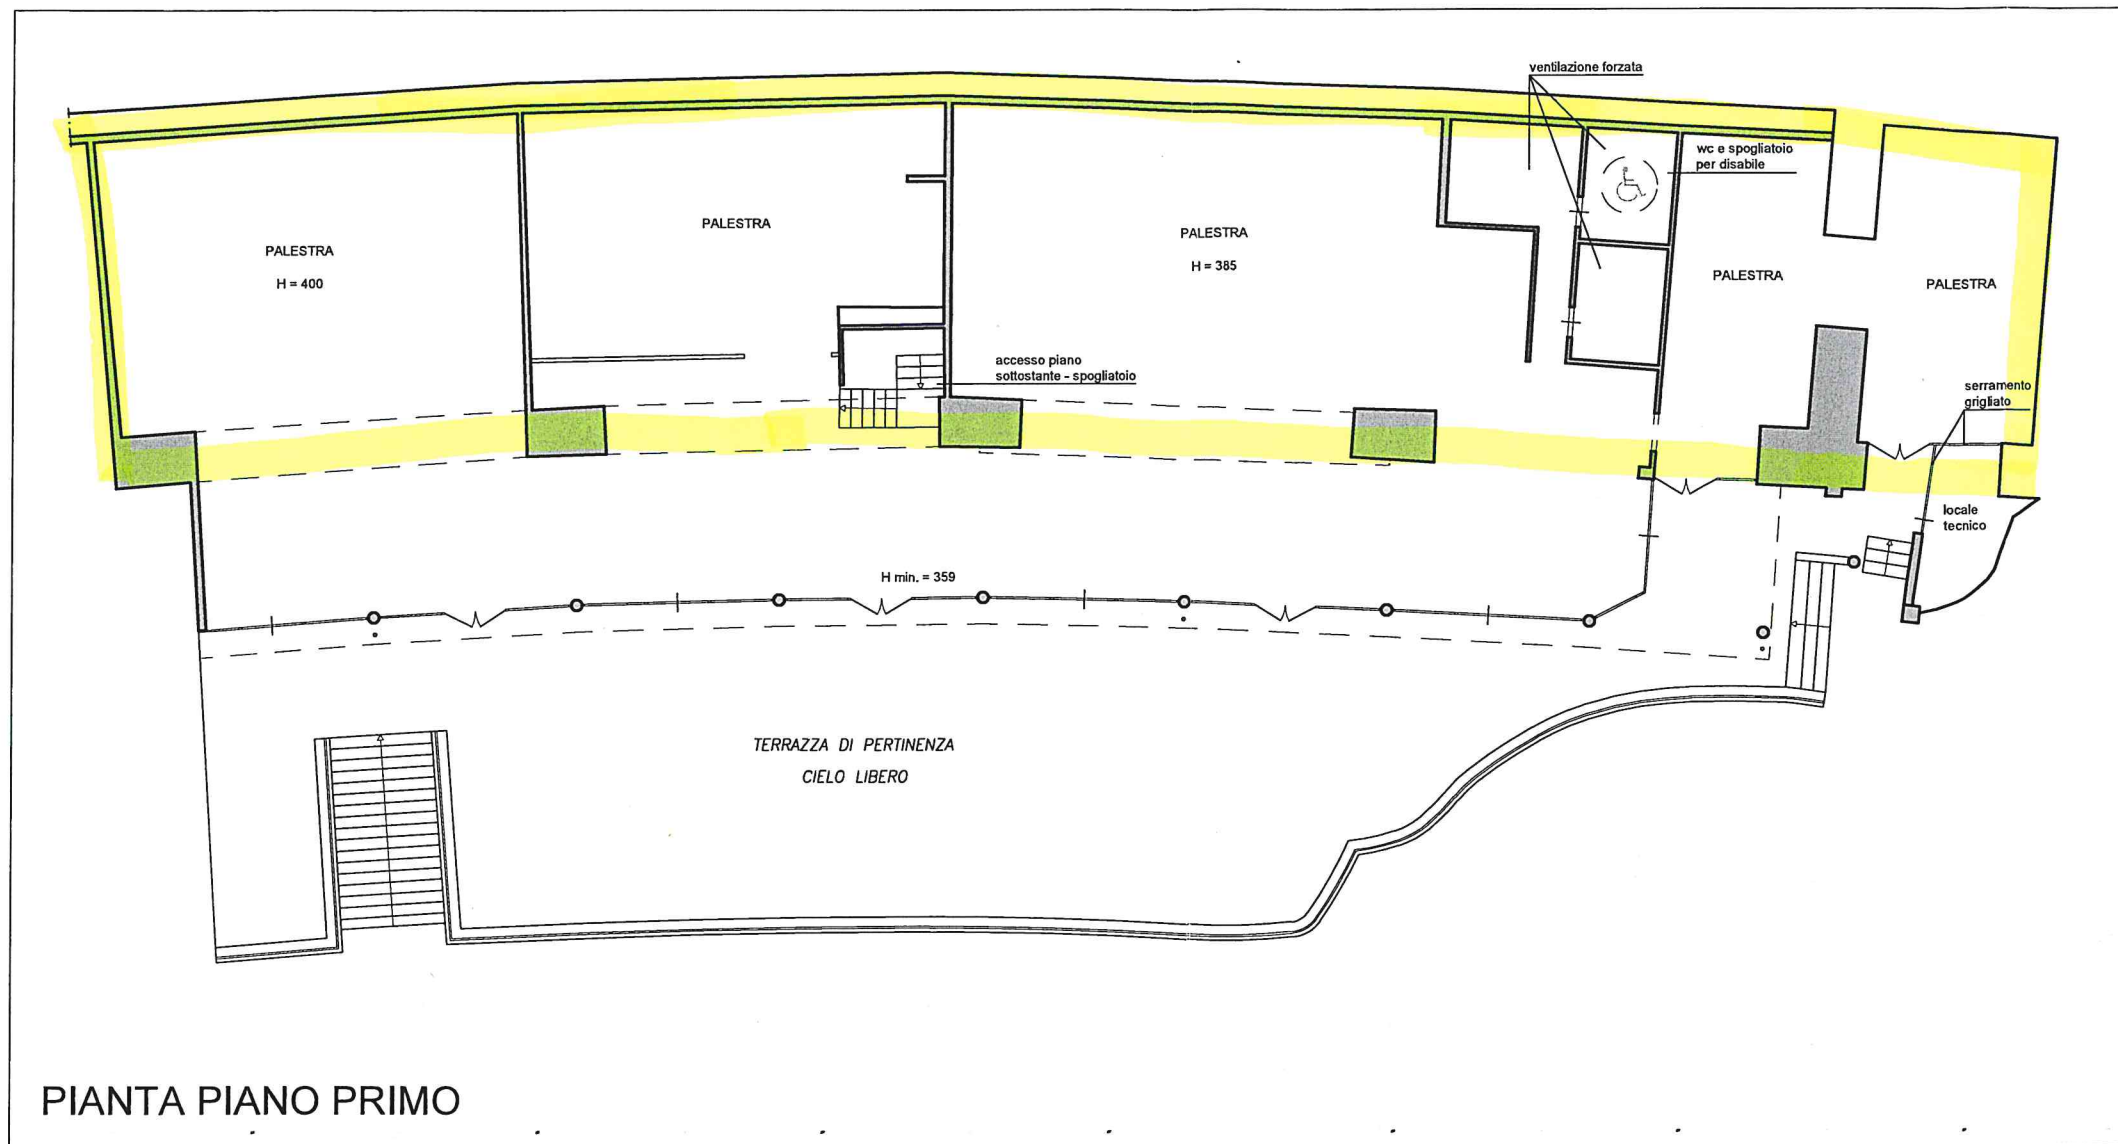 ventilazione forzata
wc e spogliatoio
per disabile
PALESTRA
H = 400
PALESTRA
PALESTRA
H = 385
PALESTRA
PALESTRA
accesso piano
sottostante - spogliatoio
serramento
grigliato
locale
tecnico
H min. = 359
TERRAZZA DI PERTINENZA
CIELO LIBERO
PIANTA PIANO PRIMO